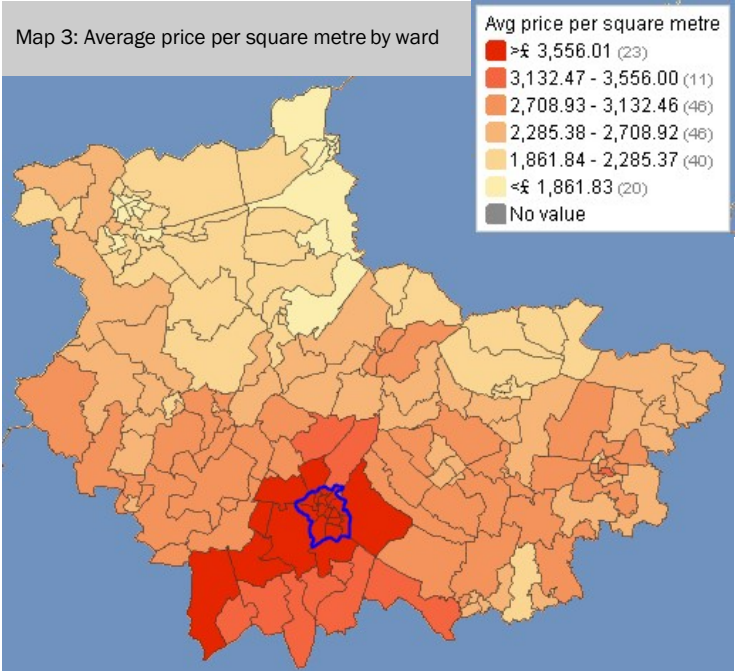 Map 3: Average price per square metre by ward
Avg price per square metre
>£ 3,556.01 (23)
3,132.47 - 3,556.00 (11)
2,708.93 - 3,132.46 (46)
2,285.38 - 2,708.92 (46)
1,861.84 - 2,285.37 (40)
<£ 1,861.83 (20)
No value